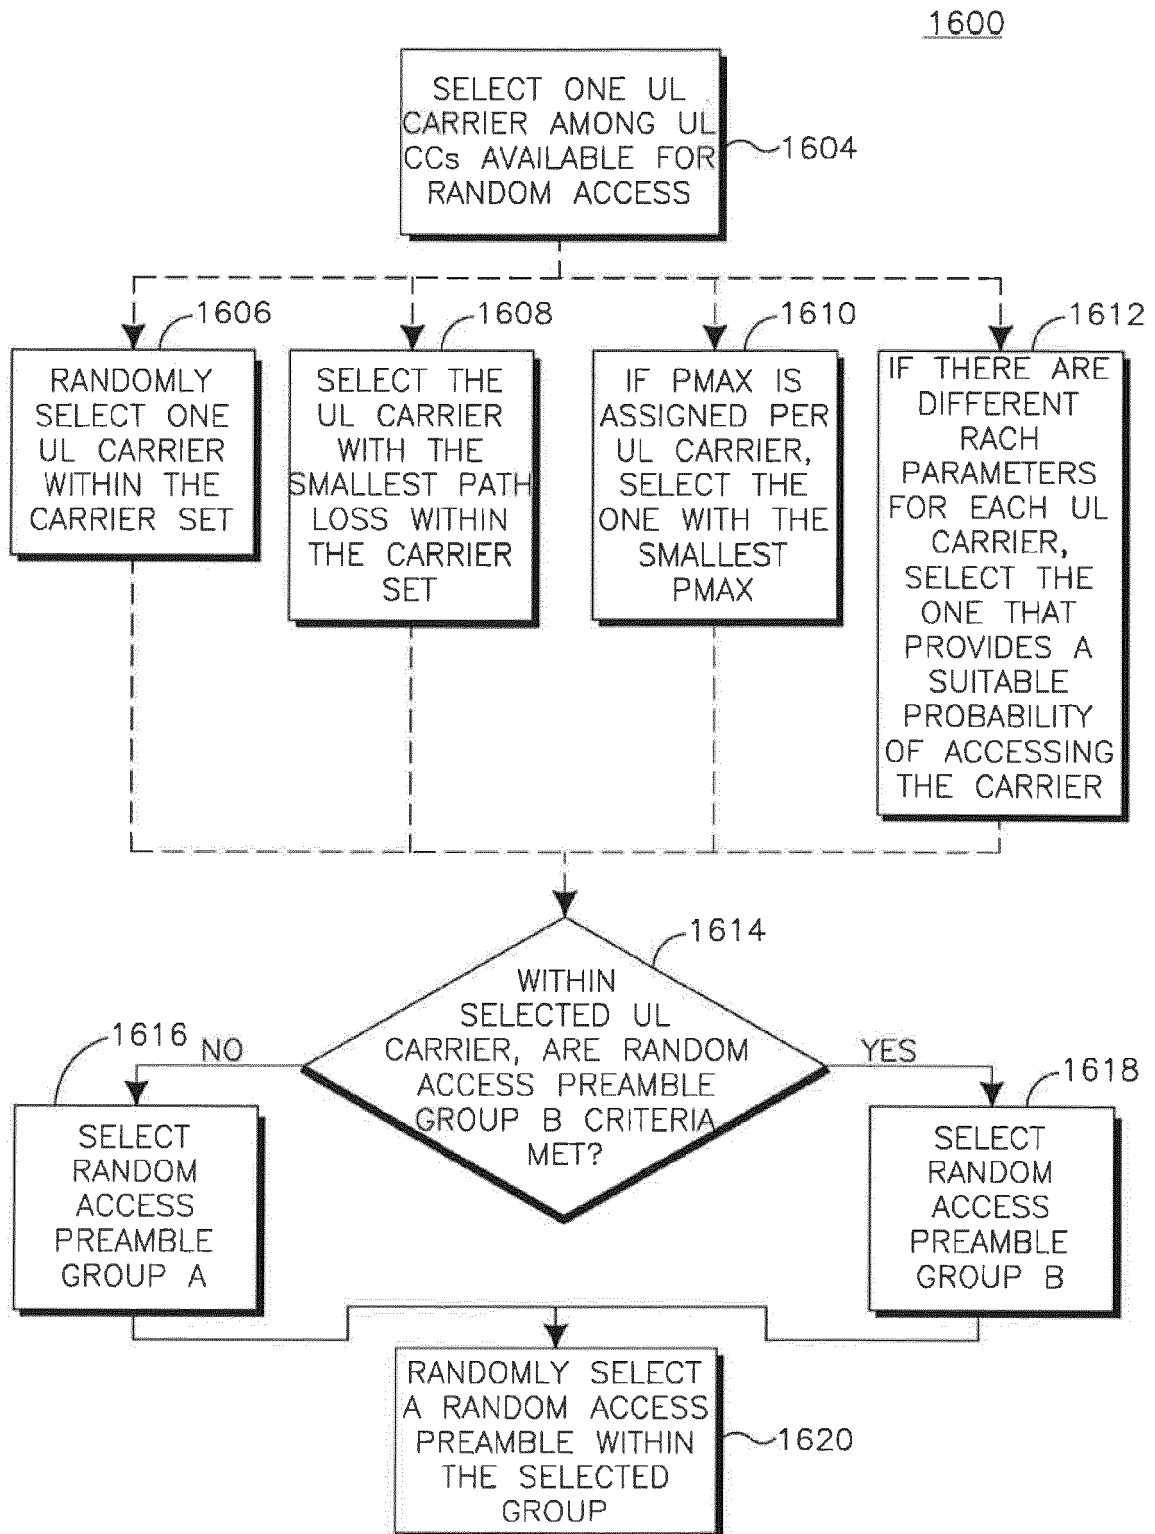 1600
SELECT ONE UL
CARRIER AMONG UL
CCs AVAILABLE FOR
RANDOM ACCESS
1604
1606
RANDOMLY
SELECT ONE
UL CARRIER
WITHIN THE
CARRIER SET
1608
SELECT THE
UL CARRIER
WITH THE
SMALLEST PATH
LOSS WITHIN
THE CARRIER
SET
1610
IF PMAX IS
ASSIGNED PER
UL CARRIER,
SELECT THE
ONE WITH THE
SMALLEST
PMAX
1612
IF THERE ARE
DIFFERENT
RACH
PARAMETERS
FOR EACH UL
CARRIER,
SELECT THE
ONE THAT
PROVIDES A
SUITABLE
PROBABILITY
OF ACCESSING
THE CARRIER
1614
WITHIN
SELECTED UL
CARRIER, ARE RANDOM
ACCESS PREAMBLE
GROUP B CRITERIA
MET?
NO
YES
1616
SELECT
RANDOM
ACCESS
PREAMBLE
GROUP A
1618
SELECT
RANDOM
ACCESS
PREAMBLE
GROUP B
RANDOMLY SELECT
A RANDOM ACCESS
PREAMBLE WITHIN
THE SELECTED
GROUP
1620